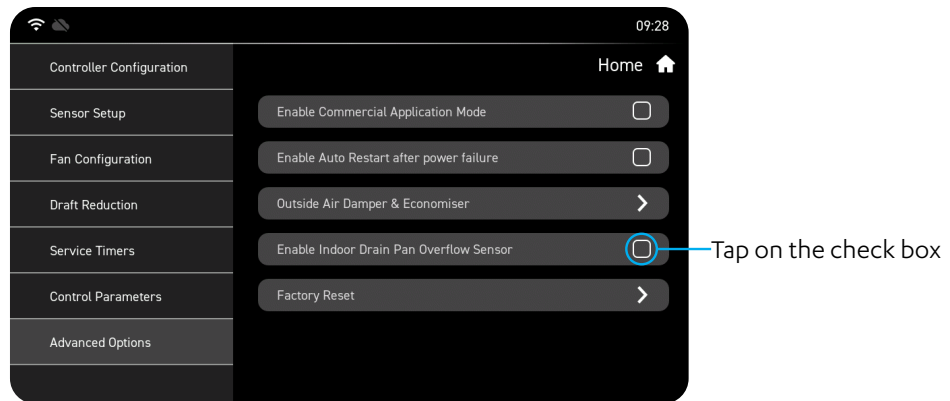 09:28
Controller Configuration
Home
Sensor Setup
Enable Commercial Application Mode
Fan Configuration
Enable Auto Restart after power failure
Draft Reduction
Outside Air Damper & Economiser
Service Timers
Enable Indoor Drain Pan Overflow Sensor
Tap on the check box
Control Parameters
Factory Reset
Advanced Options